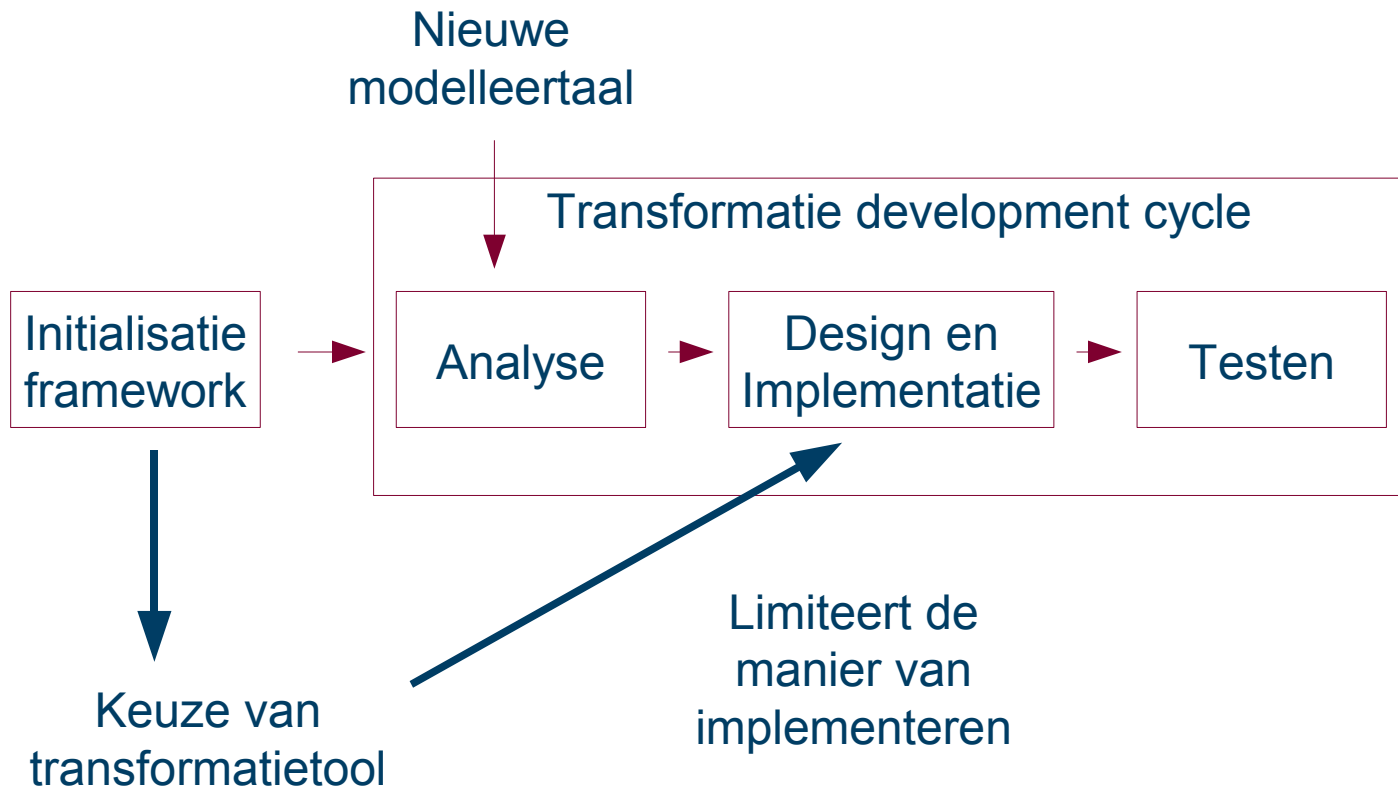 Nieuwe
modelleertaal
Transformatie development cycle
Initialisatie
framework
Analyse
Design en
Implementatie
Testen
Limiteert de
manier van
implementeren
Keuze van
transformatietool